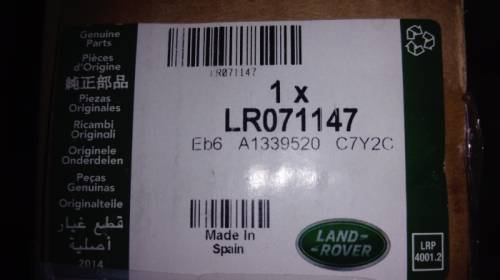 Genuine
Parts
Pièces
d'Origine
純正部品
Piezas
Originales
Ricambi
Originali
Originele
Onderdelen
Peças
Genuinas
Originalteile
قطع غيار
أصلية
2014
LR071147
1 x
LR071147
Eb6 A1339520 C7Y2C
Made In
Spain
LAND-
-ROVER
LRP
4001.2